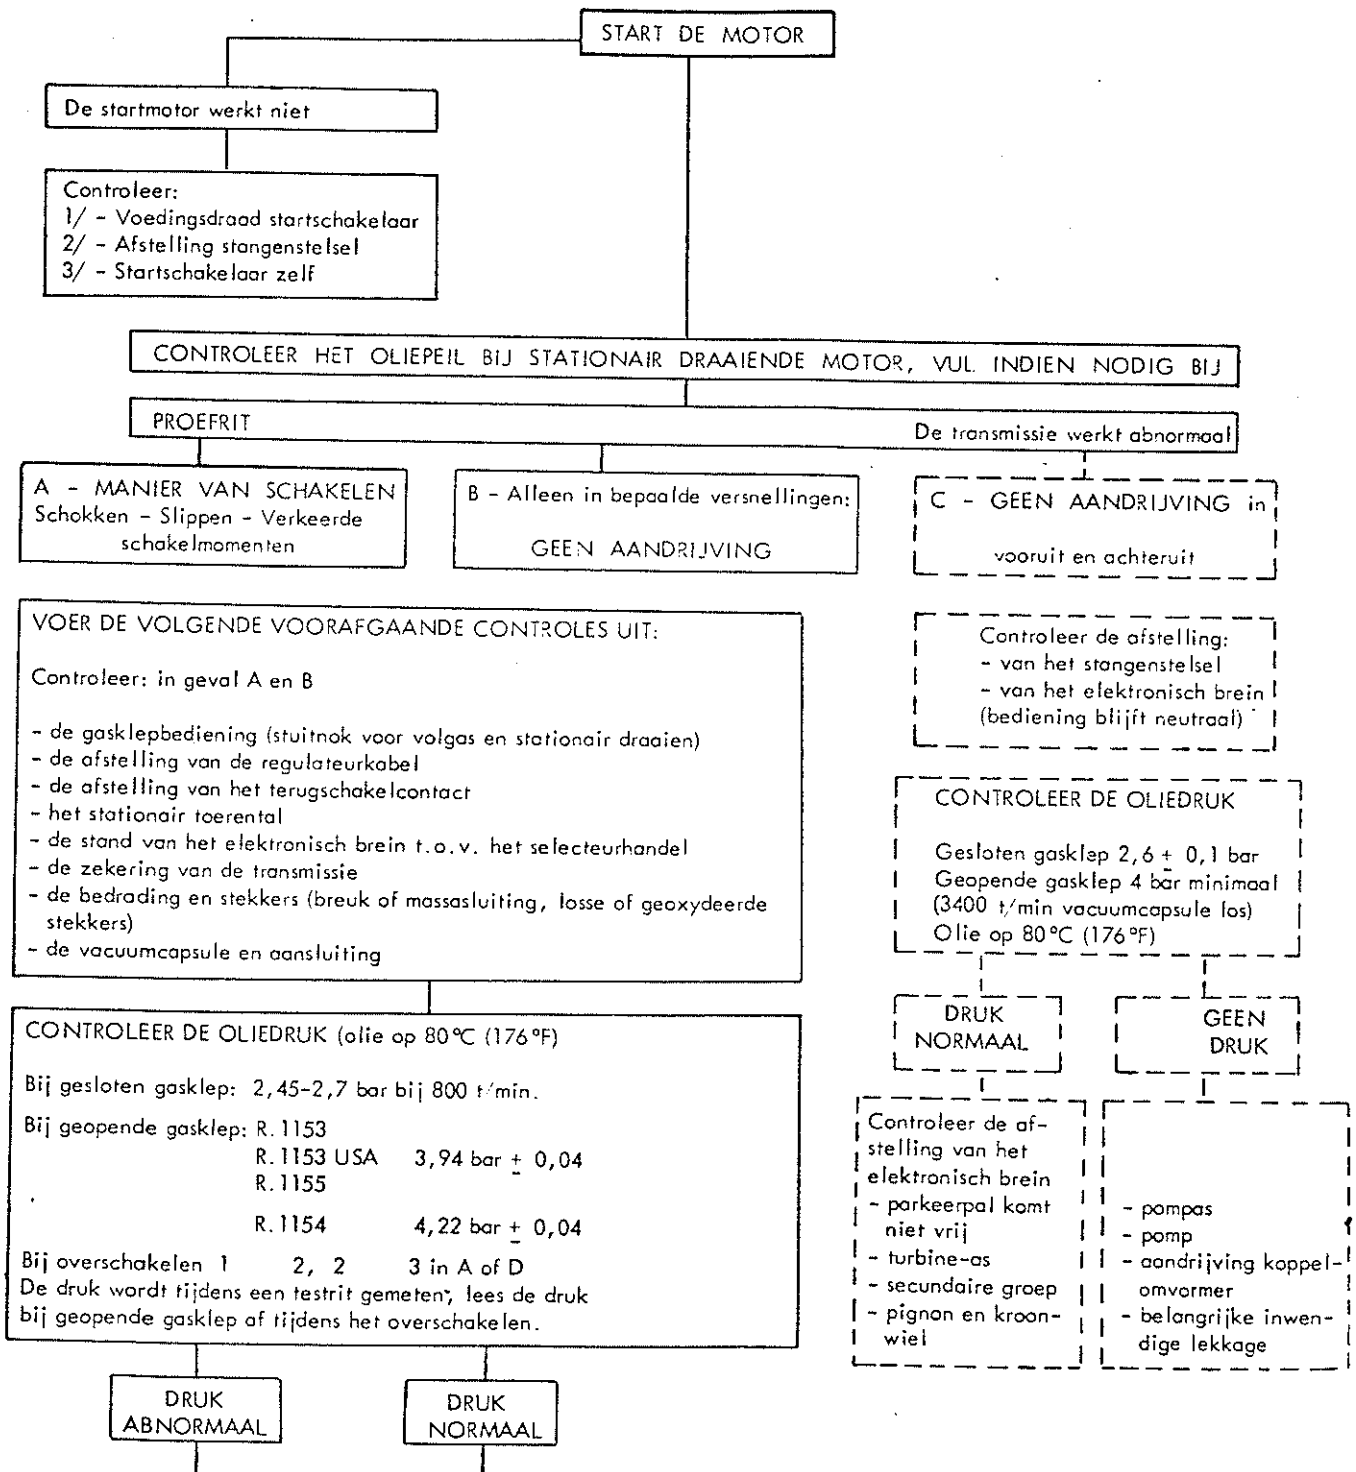 START DE MOTOR
De startmotor werkt niet
Controleer:
1/ - Voedingsdraad startschakelaar
2/ - Afstelling stangenstelsel
3/ - Startschakelaar zelf
CONTROLEER HET OLIEPEIL BIJ STATIONAIR DRAAIENDE MOTOR, VUL INDIEN NODIG BIJ
PROEFRIT
De transmissie werkt abnormaal
A - MANIER VAN SCHAKELEN
Schokken - Slippen - Verkeerde
schakelmomenten
B - Alleen in bepaalde versnellingen:
GEEN AANDRIJVING
C - GEEN AANDRIJVING in
vooruit en achteruit
VOER DE VOLGENDE VOORAFGAANDE CONTROLES UIT:
Controleer: in geval A en B
- de gasklepbediening (stuitnok voor volgas en stationair draaien)
- de afstelling van de regulateurkabel
- de afstelling van het terugschakelcontact
- het stationair toerental
- de stand van het elektronisch brein t.o.v. het selecteurhandel
- de zekering van de transmissie
- de bedrading en stekkers (breuk of massasluiting, losse of geoxydeerde
stekkers)
- de vacuumcapsule en aansluiting
Controleer de afstelling:
- van het stangenstelsel
- van het elektronisch brein
(bediening blijft neutraal)
CONTROLEER DE OLIEDRUK
Gesloten gasklep 2,6 ± 0,1 bar
Geopende gasklep 4 bar minimaal
(3400 t/min vacuumcapsule los)
Olie op 80°C (176°F)
DRUK
NORMAAL
GEEN
DRUK
Controleer de af-
stelling van het
elektronisch brein
- parkeerpal komt
niet vrij
- turbine-as
- secundaire groep
- pignon en kroon-
wiel
- pompas
- pomp
- aandrijving koppel-
omvormer
- belangrijke inwen-
dige lekkage
CONTROLEER DE OLIEDRUK (olie op 80°C (176°F)
Bij gesloten gasklep: 2,45-2,7 bar bij 800 t/min.
Bij geopende gasklep: R.1153
R.1153 USA 3,94 bar ± 0,04
R.1155
R.1154 4,22 bar ± 0,04
Bij overschakelen 1 2, 2 3 in A of D
De druk wordt tijdens een testrit gemeten, lees de druk
bij geopende gasklep af tijdens het overschakelen.
DRUK
ABNORMAAL
DRUK
NORMAAL